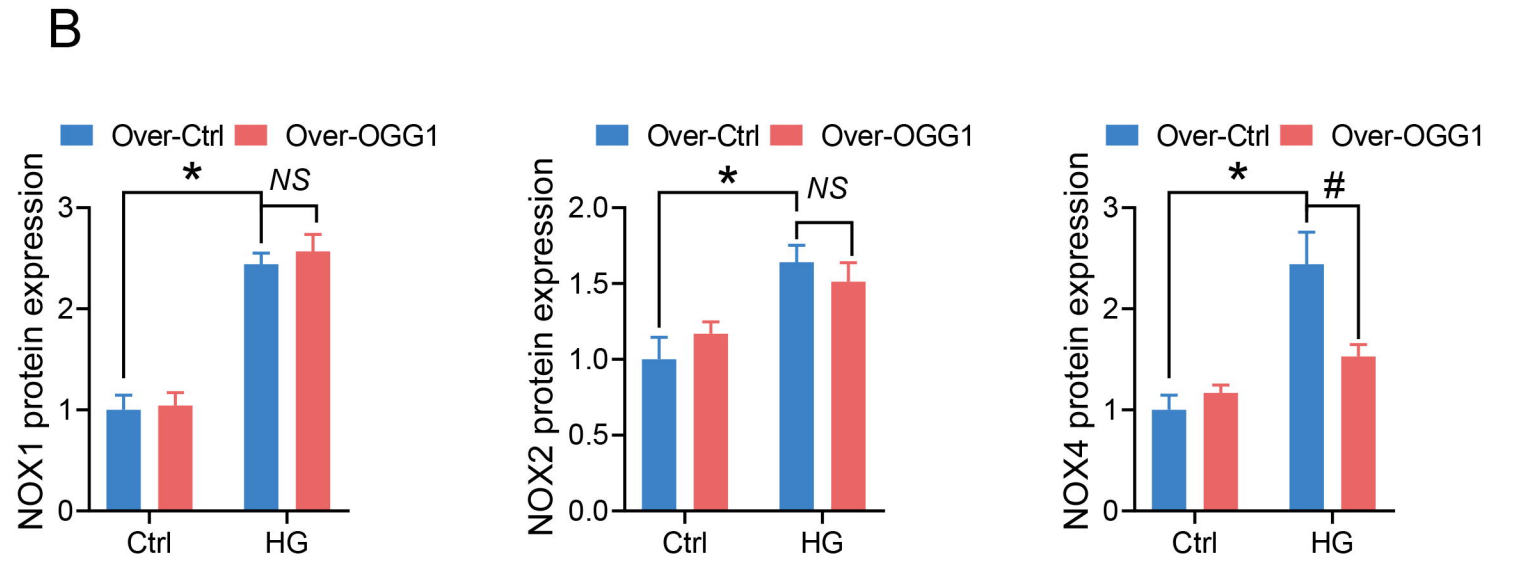 B
Over-Ctrl Over-OGG1
* NS
NOX1 protein expression
3
2
1
0
Ctrl HG
Over-Ctrl Over-OGG1
* NS
NOX2 protein expression
2.0
1.5
1.0
0.5
0.0
Ctrl HG
Over-Ctrl Over-OGG1
* #
NOX4 protein expression
3
2
1
0
Ctrl HG